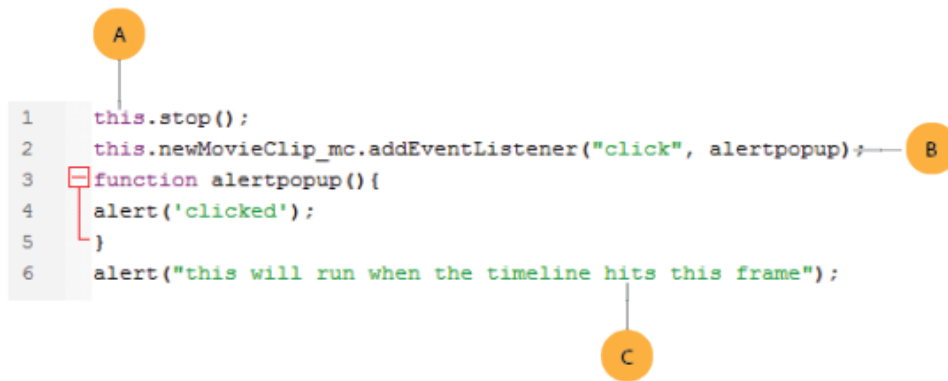 A
1 this.stop();
2 this.newMovieClip_mc.addEventListener("click", alertpopup); B
3 function alertpopup(){
4 alert('clicked');
5 }
6 alert("this will run when the timeline hits this frame");
C